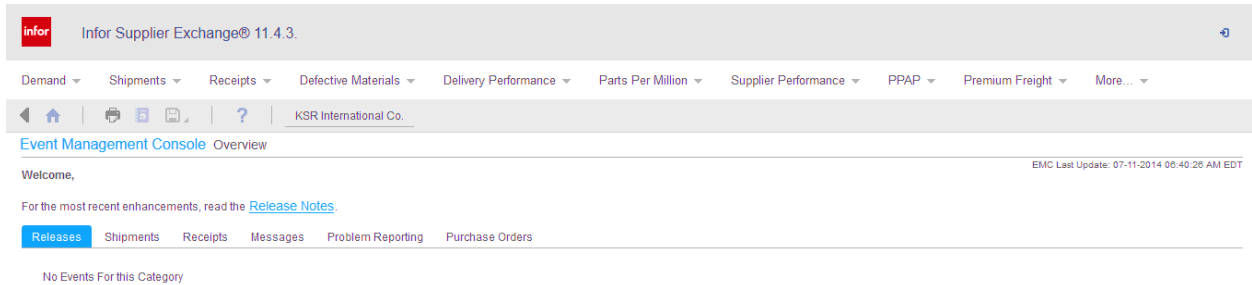 infor Infor Supplier Exchange® 11.4.3.
Demand Shipments Receipts Defective Materials Delivery Performance Parts Per Million Supplier Performance PPAP Premium Freight More...
? KSR International Co.
Event Management Console Overview
EMC Last Update: 07-11-2014 06:40:26 AM EDT
Welcome,
For the most recent enhancements, read the Release Notes.
Releases Shipments Receipts Messages Problem Reporting Purchase Orders
No Events For this Category